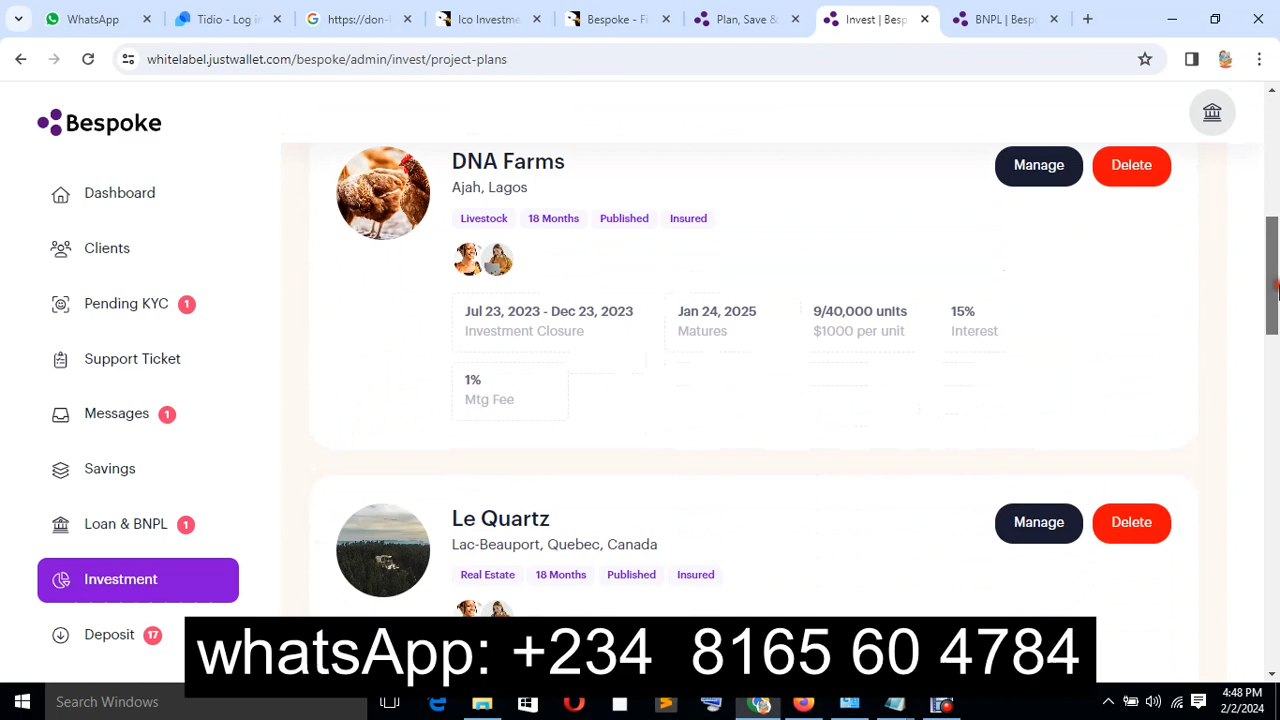 WhatsApp
Tidio - Log in
https://don-
Ico Investme
Bespoke - Fi
Plan, Save &
Invest | Besp
BNPL | Bespo
whitelabel.justwallet.com/bespoke/admin/invest/project-plans
Bespoke
Dashboard
Clients
Pending KYC 1
Support Ticket
Messages 1
Savings
Loan & BNPL 1
Investment
Deposit 17
DNA Farms
Manage Delete
Ajah, Lagos
Livestock 18 Months Published Insured
Jul 23, 2023 - Dec 23, 2023 Jan 24, 2025 9/40,000 units 15%
Investment Closure Matures $1000 per unit Interest
1%
Mtg Fee
Le Quartz
Manage Delete
Lac-Beauport, Quebec, Canada
Real Estate 18 Months Published Insured
whatsApp: +234 8165 60 4784
Search Windows
4:48 PM
2/2/2024